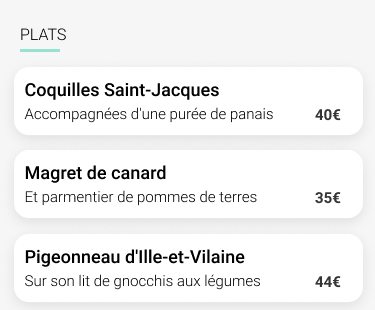 PLATS
Coquilles Saint-Jacques
Accompagnées d'une purée de panais
40€
Magret de canard
Et parmentier de pommes de terres
35€
Pigeonneau d'Ille-et-Vilaine
Sur son lit de gnocchis aux légumes
44€